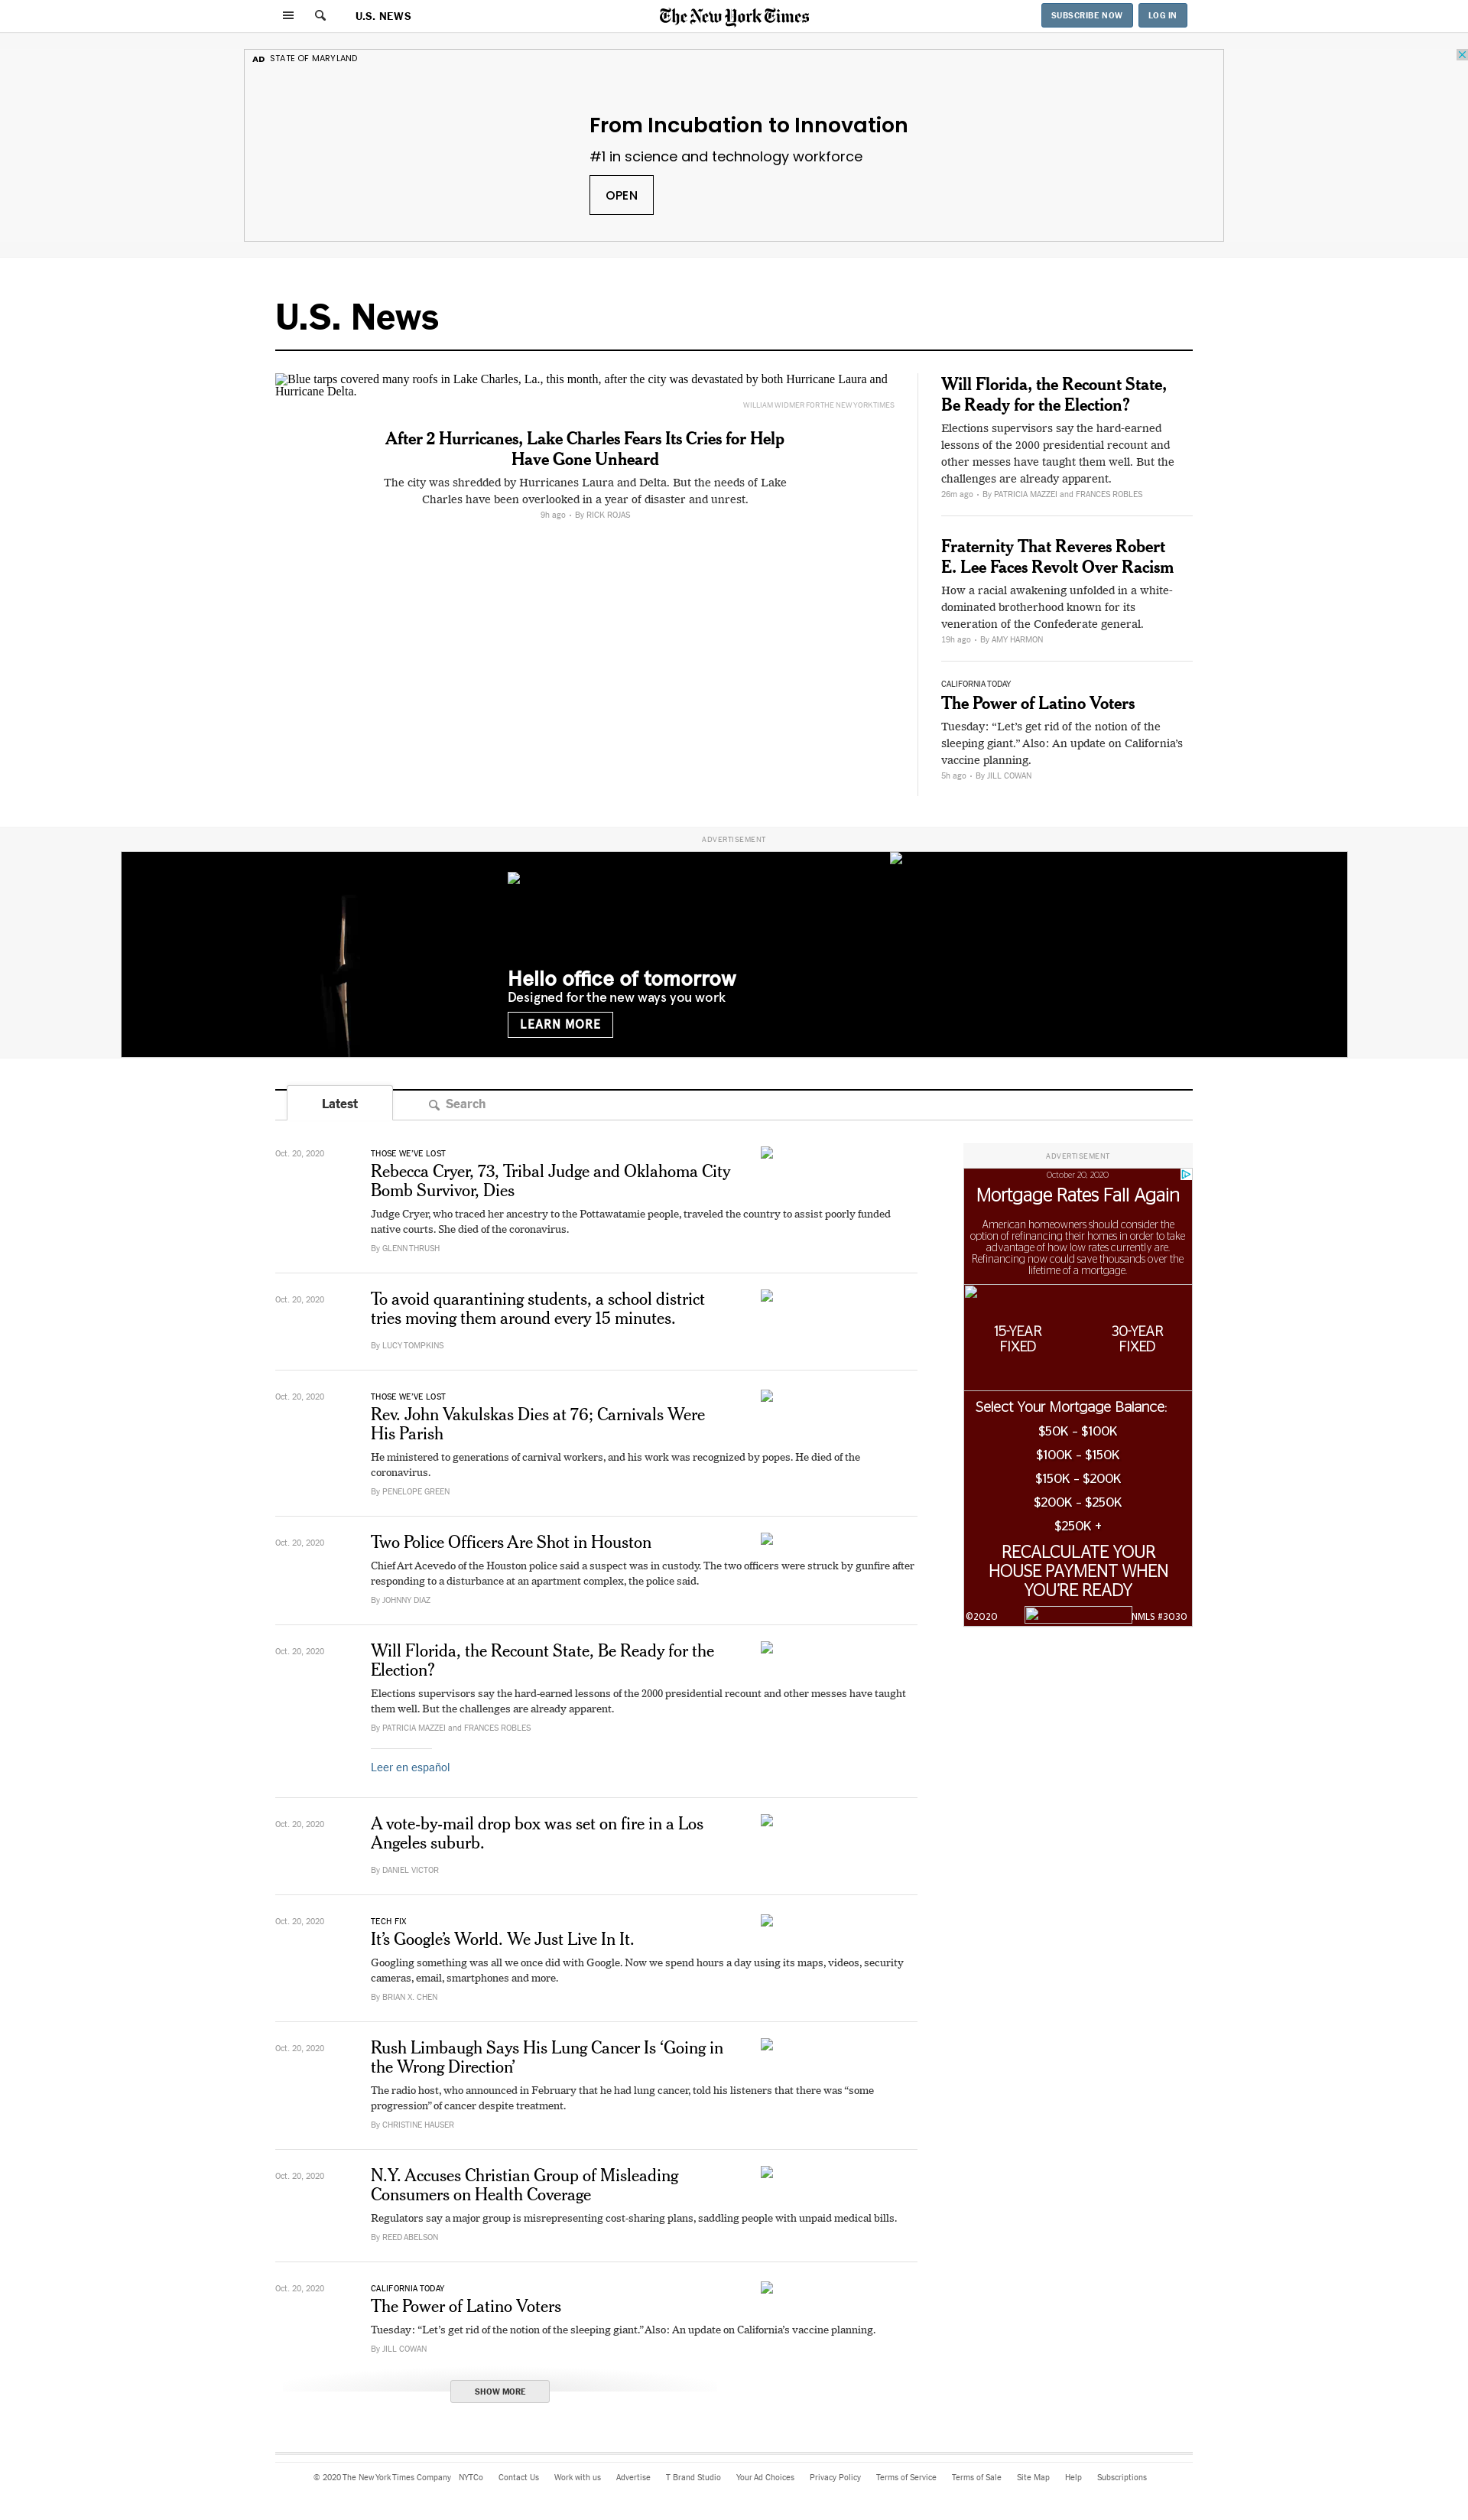 U.S. NEWS
The New York Times
SUBSCRIBE NOW
LOG IN
AD STATE OF MARYLAND
From Incubation to Innovation
#1 in science and technology workforce
OPEN
U.S. News
Blue tarps covered many roofs in Lake Charles, La., this month, after the city was devastated by both Hurricane Laura and
Hurricane Delta.
WILLIAM WIDMER FOR THE NEW YORK TIMES
After 2 Hurricanes, Lake Charles Fears Its Cries for Help
Have Gone Unheard
The city was shredded by Hurricanes Laura and Delta. But the needs of Lake
Charles have been overlooked in a year of disaster and unrest.
9h ago • By RICK ROJAS
Will Florida, the Recount State,
Be Ready for the Election?
Elections supervisors say the hard-earned
lessons of the 2000 presidential recount and
other messes have taught them well. But the
challenges are already apparent.
26m ago • By PATRICIA MAZZEI and FRANCES ROBLES
Fraternity That Reveres Robert
E. Lee Faces Revolt Over Racism
How a racial awakening unfolded in a white-
dominated brotherhood known for its
veneration of the Confederate general.
19h ago • By AMY HARMON
CALIFORNIA TODAY
The Power of Latino Voters
Tuesday: “Let’s get rid of the notion of the
sleeping giant.” Also: An update on California’s
vaccine planning.
5h ago • By JILL COWAN
ADVERTISEMENT
Hello office of tomorrow
Designed for the new ways you work
LEARN MORE
Latest
Search
Oct. 20, 2020
THOSE WE’VE LOST
Rebecca Cryer, 73, Tribal Judge and Oklahoma City
Bomb Survivor, Dies
Judge Cryer, who traced her ancestry to the Pottawatamie people, traveled the country to assist poorly funded
native courts. She died of the coronavirus.
By GLENN THRUSH
Oct. 20, 2020
To avoid quarantining students, a school district
tries moving them around every 15 minutes.
By LUCY TOMPKINS
Oct. 20, 2020
THOSE WE’VE LOST
Rev. John Vakulskas Dies at 76; Carnivals Were
His Parish
He ministered to generations of carnival workers, and his work was recognized by popes. He died of the
coronavirus.
By PENELOPE GREEN
Oct. 20, 2020
Two Police Officers Are Shot in Houston
Chief Art Acevedo of the Houston police said a suspect was in custody. The two officers were struck by gunfire after
responding to a disturbance at an apartment complex, the police said.
By JOHNNY DIAZ
Oct. 20, 2020
Will Florida, the Recount State, Be Ready for the
Election?
Elections supervisors say the hard-earned lessons of the 2000 presidential recount and other messes have taught
them well. But the challenges are already apparent.
By PATRICIA MAZZEI and FRANCES ROBLES
Leer en español
Oct. 20, 2020
A vote-by-mail drop box was set on fire in a Los
Angeles suburb.
By DANIEL VICTOR
Oct. 20, 2020
TECH FIX
It’s Google’s World. We Just Live In It.
Googling something was all we once did with Google. Now we spend hours a day using its maps, videos, security
cameras, email, smartphones and more.
By BRIAN X. CHEN
Oct. 20, 2020
Rush Limbaugh Says His Lung Cancer Is ‘Going in
the Wrong Direction’
The radio host, who announced in February that he had lung cancer, told his listeners that there was “some
progression” of cancer despite treatment.
By CHRISTINE HAUSER
Oct. 20, 2020
N.Y. Accuses Christian Group of Misleading
Consumers on Health Coverage
Regulators say a major group is misrepresenting cost-sharing plans, saddling people with unpaid medical bills.
By REED ABELSON
Oct. 20, 2020
CALIFORNIA TODAY
The Power of Latino Voters
Tuesday: “Let’s get rid of the notion of the sleeping giant.” Also: An update on California’s vaccine planning.
By JILL COWAN
SHOW MORE
ADVERTISEMENT
October 20, 2020
Mortgage Rates Fall Again
American homeowners should consider the
option of refinancing their homes in order to take
advantage of how low rates currently are.
Refinancing now could save thousands over the
lifetime of a mortgage.
15-YEAR
FIXED
30-YEAR
FIXED
Select Your Mortgage Balance:
$50K - $100K
$100K - $150K
$150K - $200K
$200K - $250K
$250K +
RECALCULATE YOUR
HOUSE PAYMENT WHEN
YOU’RE READY
©2020
NMLS #3030
© 2020 The New York Times Company NYTCo Contact Us Work with us Advertise T Brand Studio Your Ad Choices Privacy Policy Terms of Service Terms of Sale Site Map Help Subscriptions